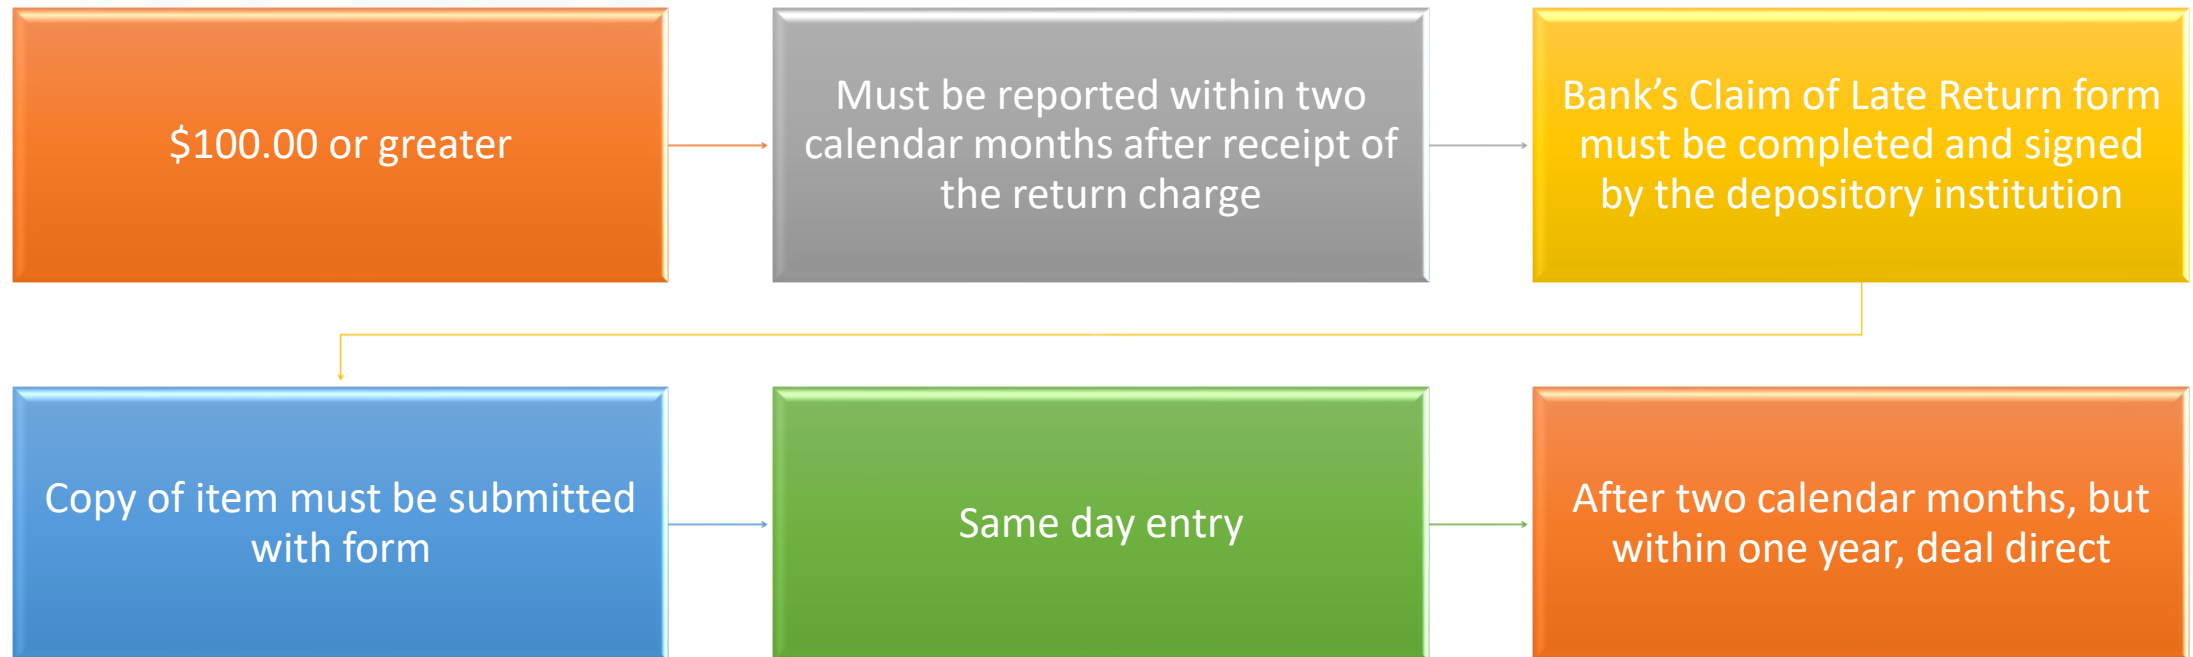 $100.00 or greater
Must be reported within two
calendar months after receipt of
the return charge
Bank’s Claim of Late Return form
must be completed and signed
by the depository institution
Copy of item must be submitted
with form
Same day entry
After two calendar months, but
within one year, deal direct